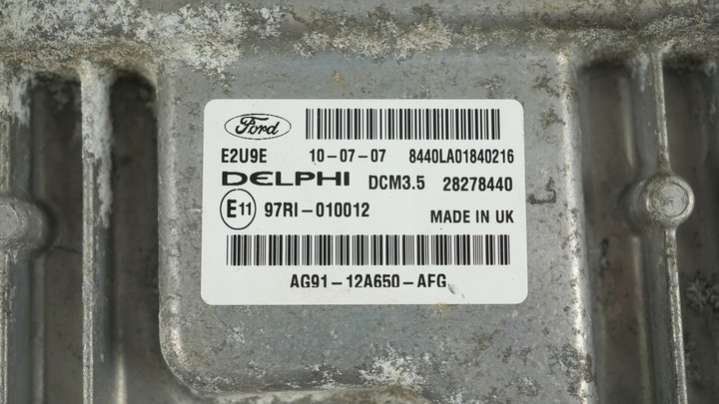 Ford
E2U9E 10-07-07 8440LA01840216
DELPHI DCM3.5 28278440
E11 97RI-010012 MADE IN UK
AG91-12A650-AFG